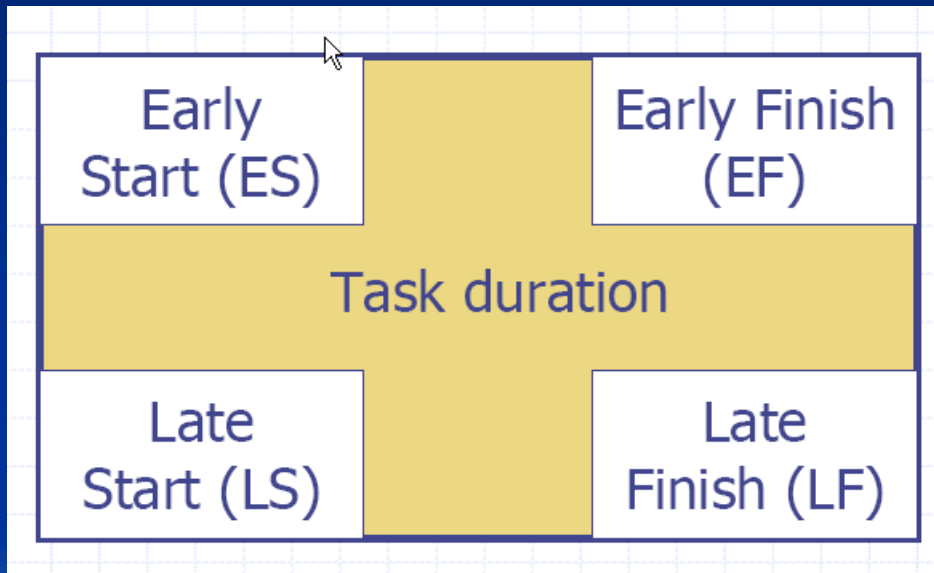 Early
Start (ES)
Early Finish
(EF)
Task duration
Late
Start (LS)
Late
Finish (LF)